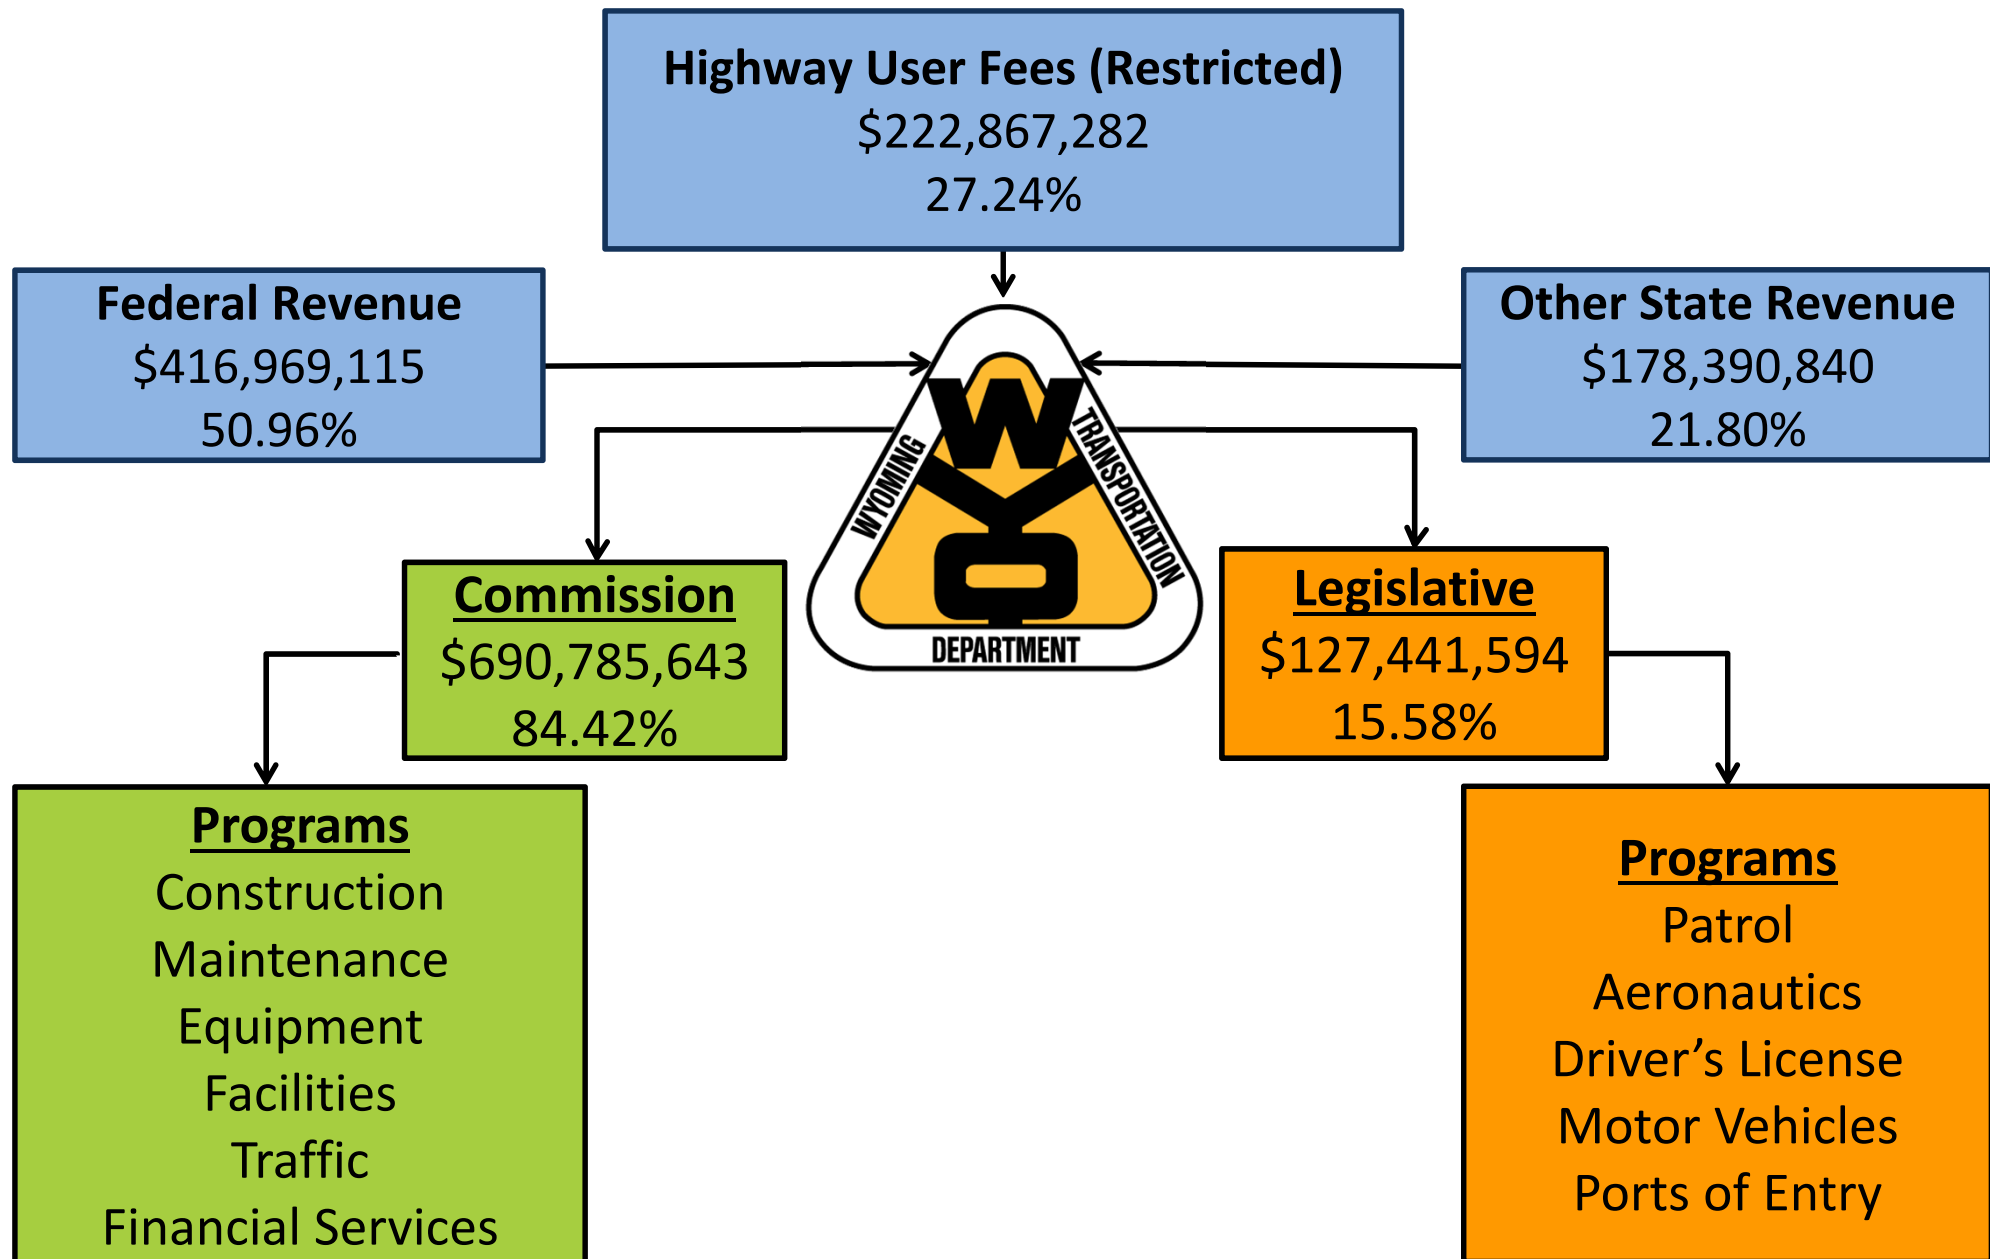 Highway User Fees (Restricted)
$222,867,282
27.24%
Federal Revenue
$416,969,115
50.96%
Other State Revenue
$178,390,840
21.80%
WYO
WYOMING
TRANSPORTATION
DEPARTMENT
Commission
$690,785,643
84.42%
Legislative
$127,441,594
15.58%
Programs
Construction
Maintenance
Equipment
Facilities
Traffic
Financial Services
Programs
Patrol
Aeronautics
Driver’s License
Motor Vehicles
Ports of Entry